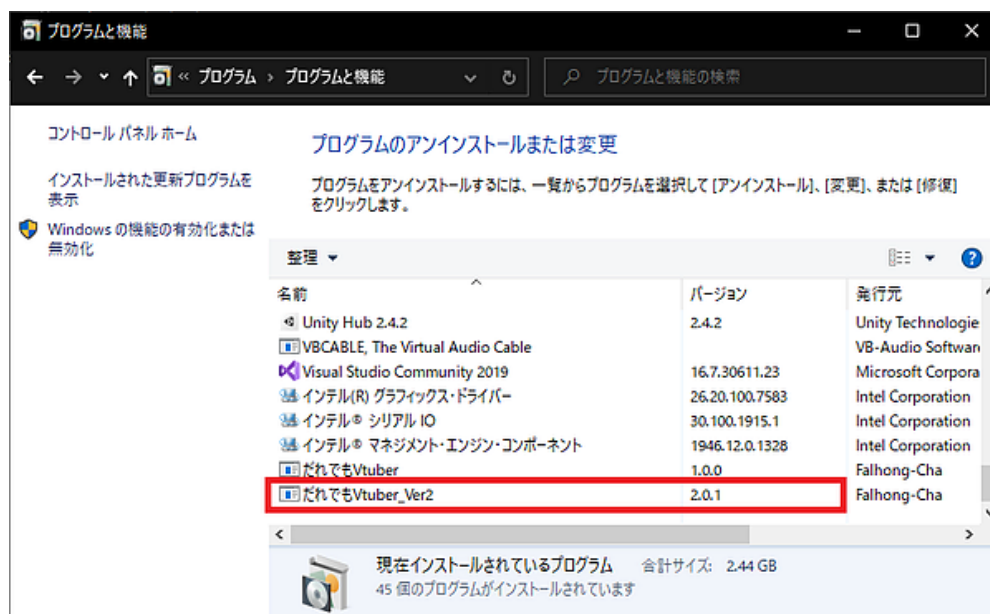 プログラムと機能
« プログラム › プログラムと機能
プログラムと機能の検索
コントロール パネル ホーム
インストールされた更新プログラムを
表示
Windows の機能の有効化または
無効化
プログラムのアンインストールまたは変更
プログラムをアンインストールするには、一覧からプログラムを選択して [アンインストール]、[変更]、または [修復]
をクリックします。
整理
名前 バージョン 発行元
Unity Hub 2.4.2 2.4.2 Unity Technologie
VBCABLE, The Virtual Audio Cable VB-Audio Softwar
Visual Studio Community 2019 16.7.30611.23 Microsoft Corpora
インテル(R) グラフィックス・ドライバー 26.20.100.7583 Intel Corporation
インテル® シリアル IO 30.100.1915.1 Intel Corporation
インテル® マネジメント・エンジン・コンポーネント 1946.12.0.1328 Intel Corporation
だれでもVtuber 1.0.0 Falhong-Cha
だれでもVtuber_Ver2 2.0.1 Falhong-Cha
現在インストールされているプログラム 合計サイズ: 2.44 GB
45 個のプログラムがインストールされています